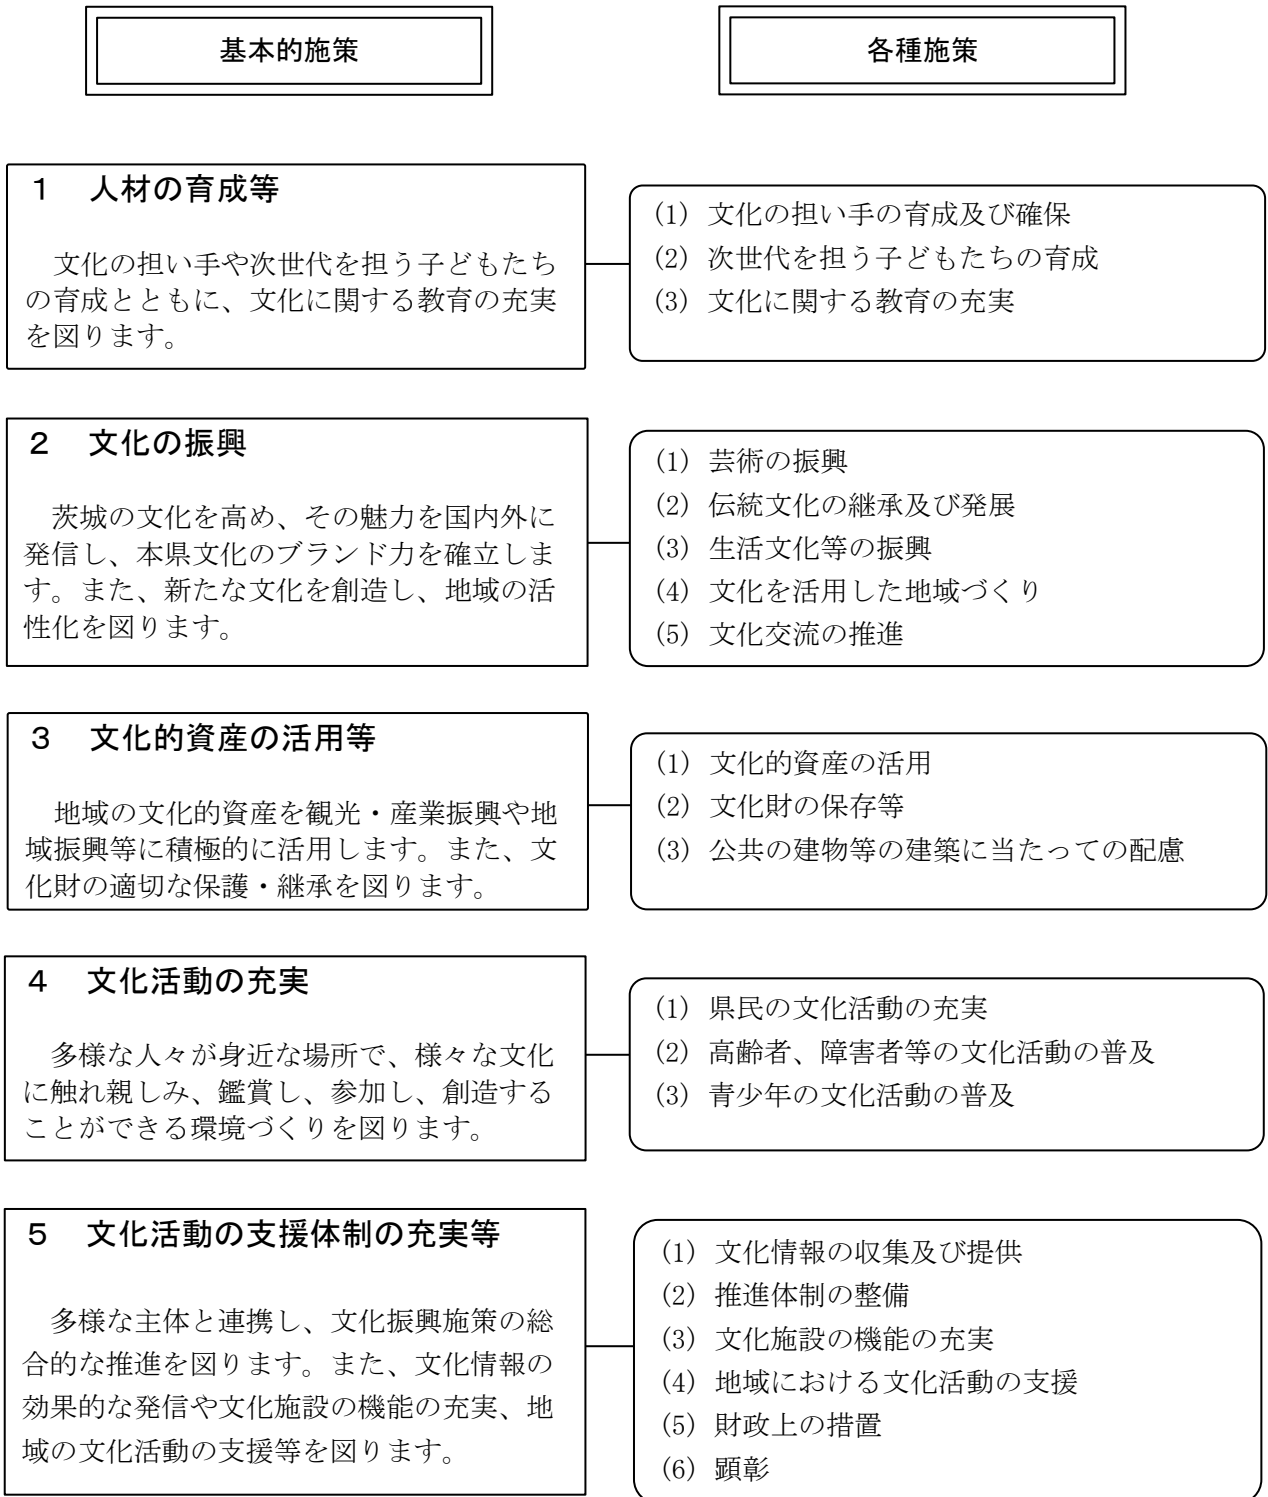 基本的施策
各種施策
１　人材の育成等
　文化の担い手や次世代を担う子どもたち
の育成とともに、文化に関する教育の充実
を図ります。
(1) 文化の担い手の育成及び確保
(2) 次世代を担う子どもたちの育成
(3) 文化に関する教育の充実
２　文化の振興
　茨城の文化を高め、その魅力を国内外に
発信し、本県文化のブランド力を確立しま
す。また、新たな文化を創造し、地域の活
性化を図ります。
(1) 芸術の振興
(2) 伝統文化の継承及び発展
(3) 生活文化等の振興
(4) 文化を活用した地域づくり
(5) 文化交流の推進
３　文化的資産の活用等
　地域の文化的資産を観光・産業振興や地
域振興等に積極的に活用します。また、文
化財の適切な保護・継承を図ります。
(1) 文化的資産の活用
(2) 文化財の保存等
(3) 公共の建物等の建築に当たっての配慮
４　文化活動の充実
　多様な人々が身近な場所で、様々な文化
に触れ親しみ、鑑賞し、参加し、創造する
ことができる環境づくりを図ります。
(1) 県民の文化活動の充実
(2) 高齢者、障害者等の文化活動の普及
(3) 青少年の文化活動の普及
５　文化活動の支援体制の充実等
　多様な主体と連携し、文化振興施策の総
合的な推進を図ります。また、文化情報の
効果的な発信や文化施設の機能の充実、地
域の文化活動の支援等を図ります。
(1) 文化情報の収集及び提供
(2) 推進体制の整備
(3) 文化施設の機能の充実
(4) 地域における文化活動の支援
(5) 財政上の措置
(6) 顕彰